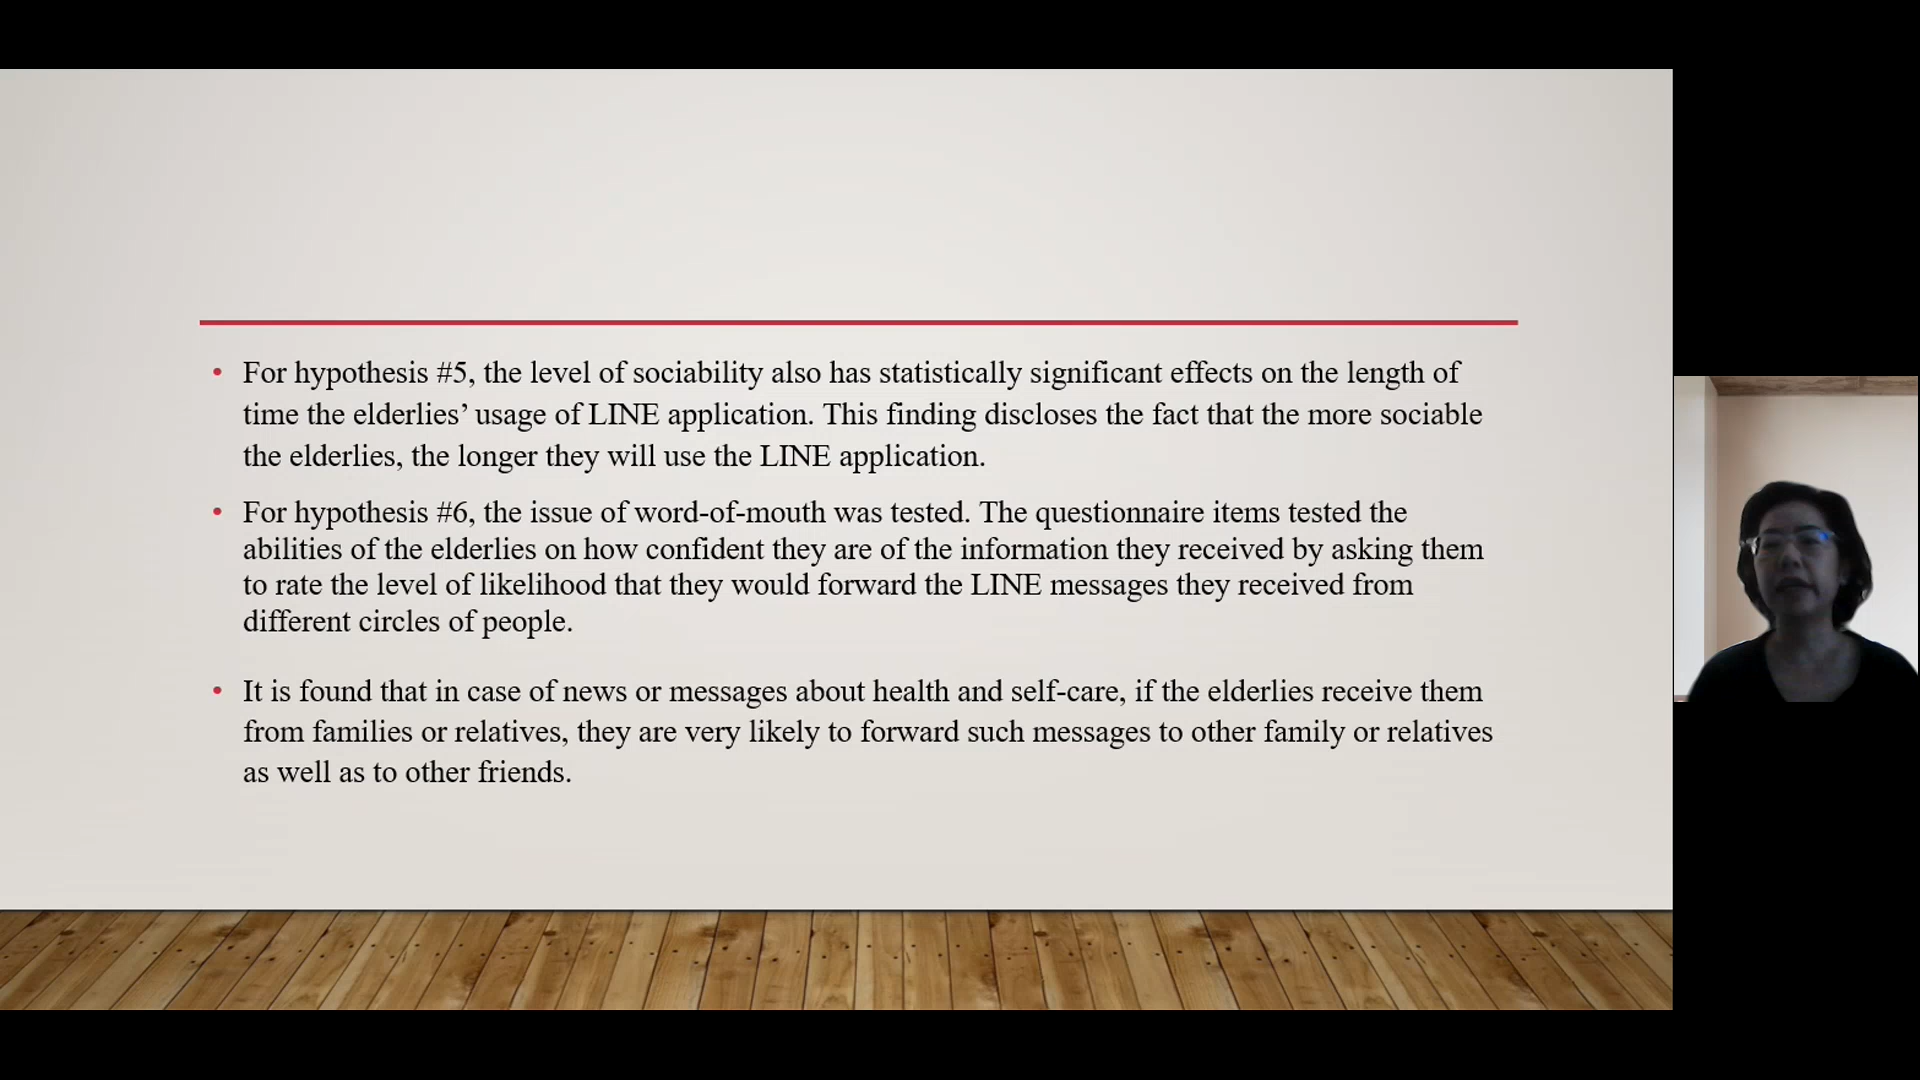 • For hypothesis #5, the level of sociability also has statistically significant effects on the length of
time the elderlies’ usage of LINE application. This finding discloses the fact that the more sociable
the elderlies, the longer they will use the LINE application.
• For hypothesis #6, the issue of word-of-mouth was tested. The questionnaire items tested the
abilities of the elderlies on how confident they are of the information they received by asking them
to rate the level of likelihood that they would forward the LINE messages they received from
different circles of people.
• It is found that in case of news or messages about health and self-care, if the elderlies receive them
from families or relatives, they are very likely to forward such messages to other family or relatives
as well as to other friends.